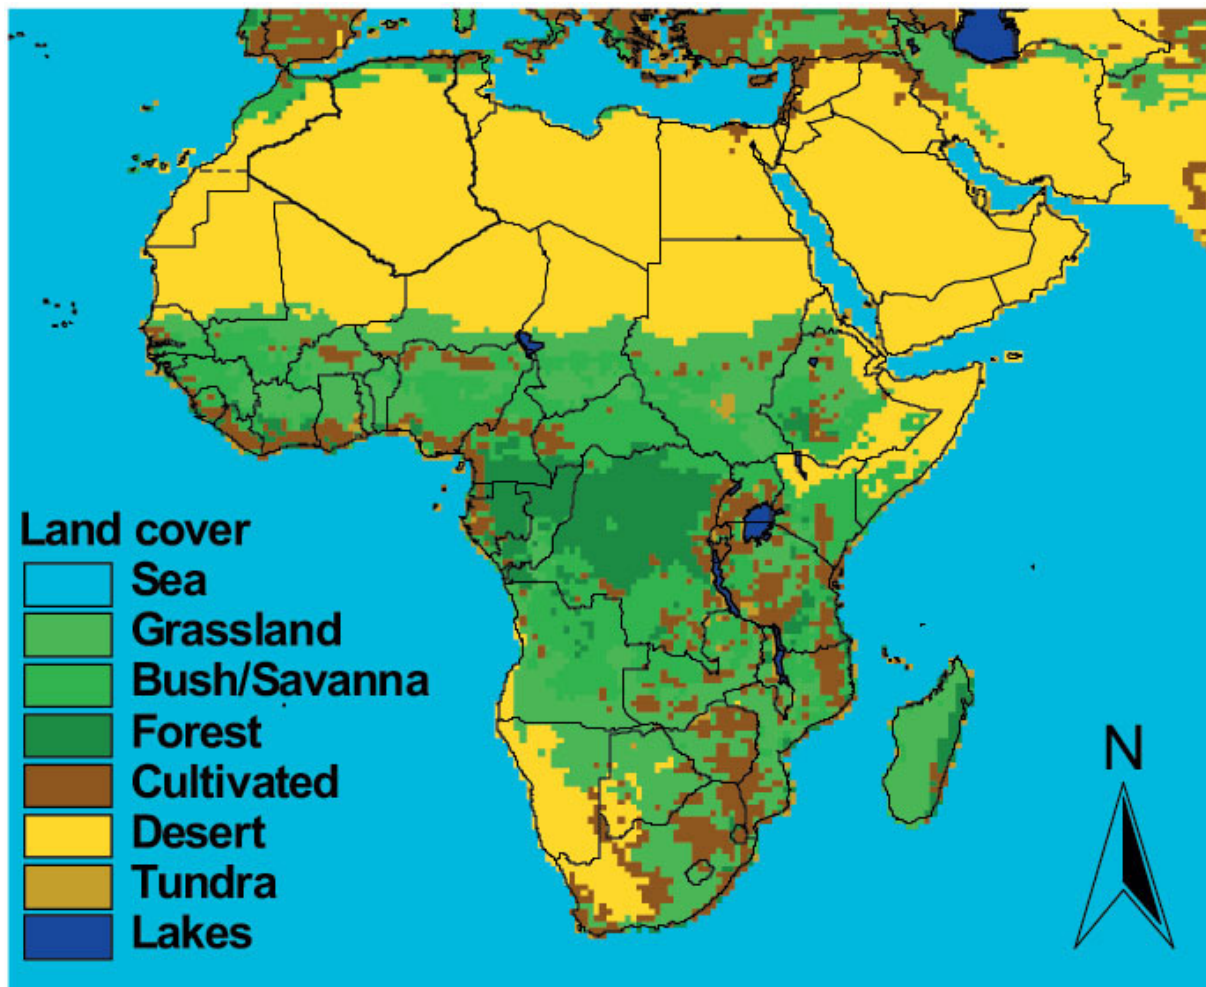 Land cover
Sea
Grassland
Bush/Savanna
Forest
Cultivated
Desert
Tundra
Lakes
N